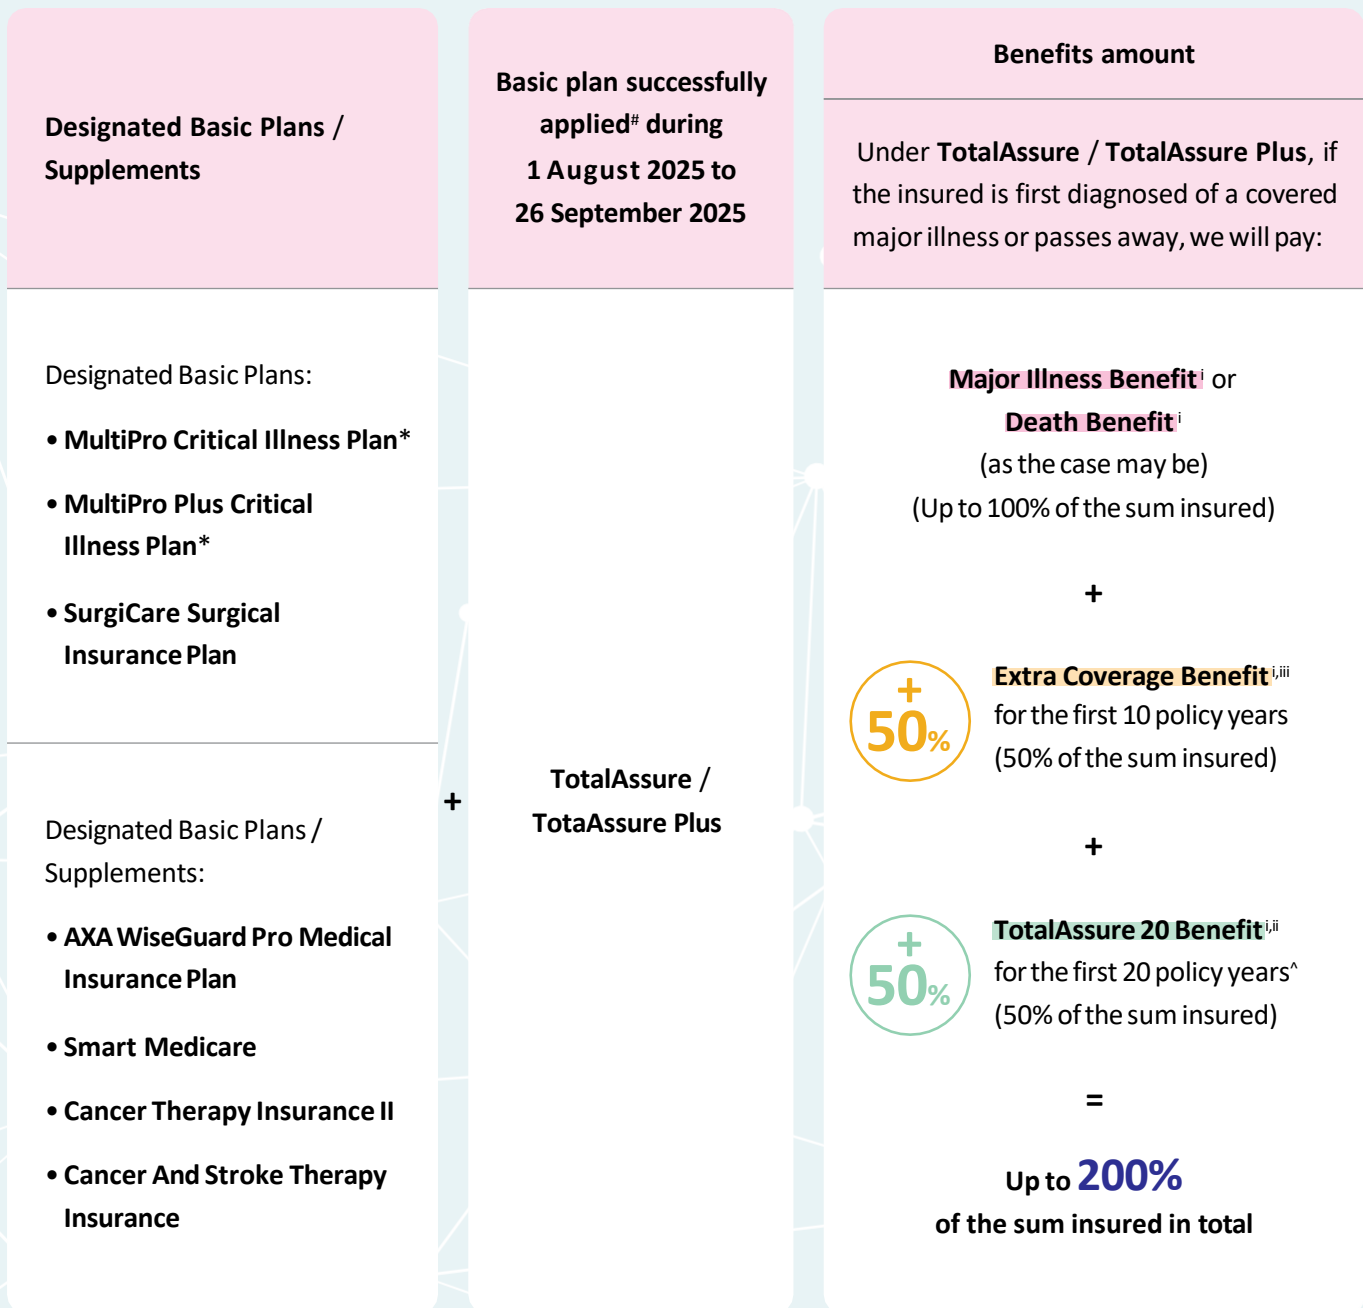 Designated Basic Plans /
Supplements
Designated Basic Plans:
• MultiPro Critical Illness Plan*
• MultiPro Plus Critical
Illness Plan*
• SurgiCare Surgical
Insurance Plan
Designated Basic Plans /
Supplements:
• AXA WiseGuard Pro Medical
Insurance Plan
• Smart Medicare
• Cancer Therapy Insurance II
• Cancer And Stroke Therapy
Insurance
+
Basic plan successfully
applied# during
1 August 2025 to
26 September 2025
TotalAssure /
TotaAssure Plus
Benefits amount
Under TotalAssure / TotalAssure Plus, if
the insured is first diagnosed of a covered
major illness or passes away, we will pay:
Major Illness Benefit i or
Death Benefit i
(as the case may be)
(Up to 100% of the sum insured)
+
+
50%
Extra Coverage Benefit i,iii
for the first 10 policy years
(50% of the sum insured)
+
+
50%
TotalAssure 20 Benefit i,ii
for the first 20 policy years^
(50% of the sum insured)
=
Up to 200%
of the sum insured in total